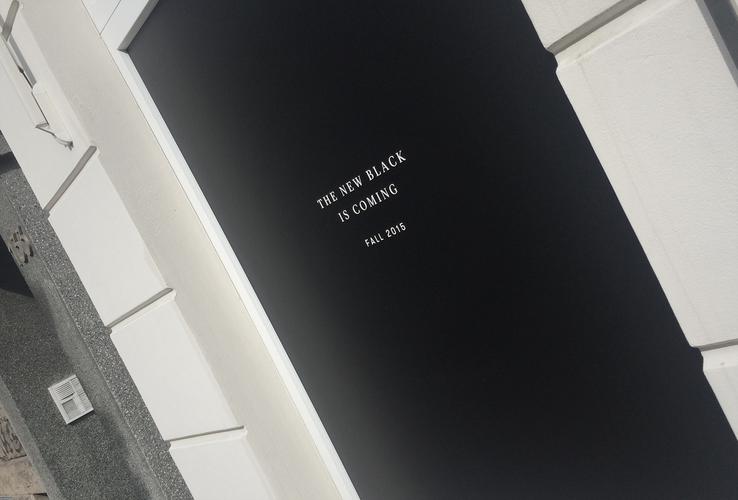 THE NEW BLACK
IS COMING
FALL 2015